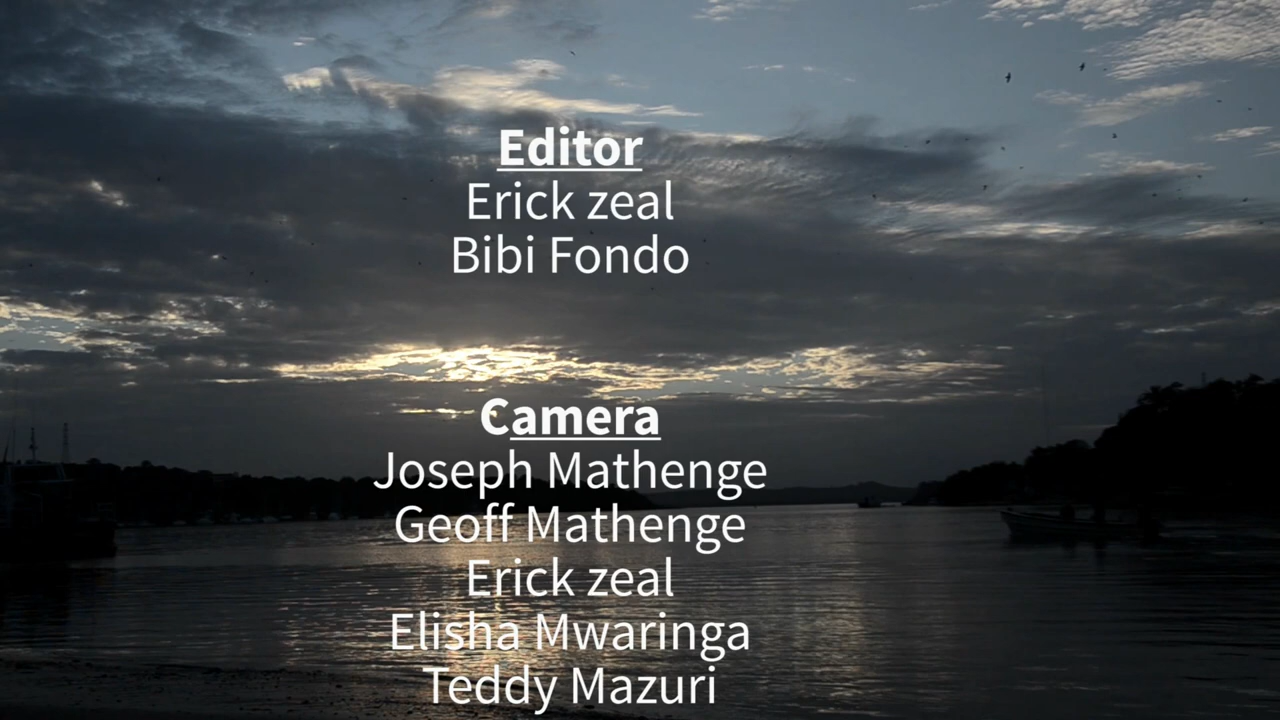 Editor
Erick zeal
Bibi Fondo
Camera
Joseph Mathenge
Geoff Mathenge
Erick zeal
Elisha Mwaringa
Teddy Mazuri